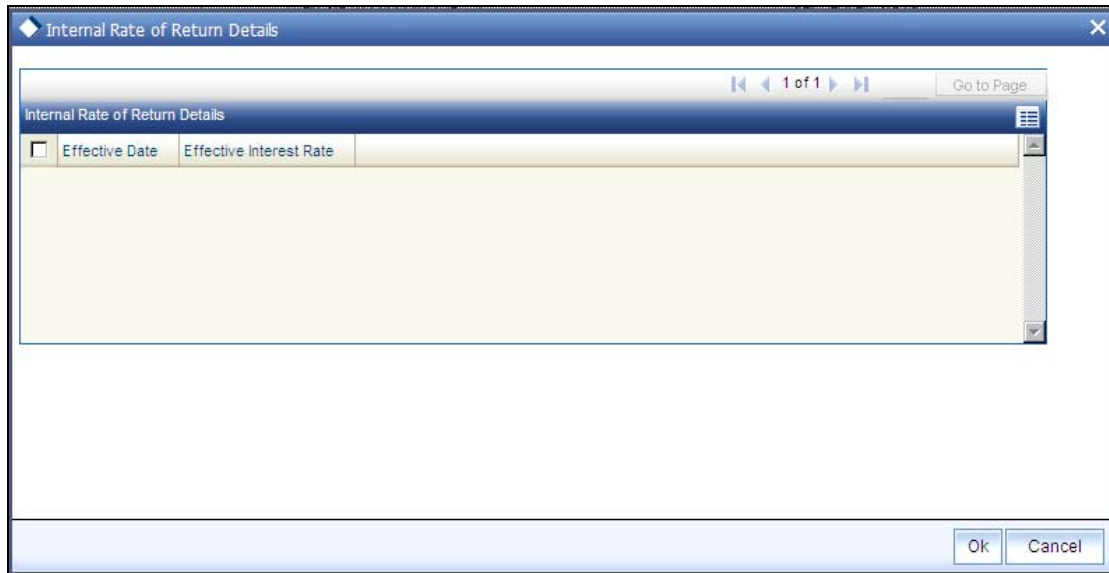 Internal Rate of Return Details
1 of 1
Go to Page
Internal Rate of Return Details
Effective Date Effective Interest Rate
Ok Cancel